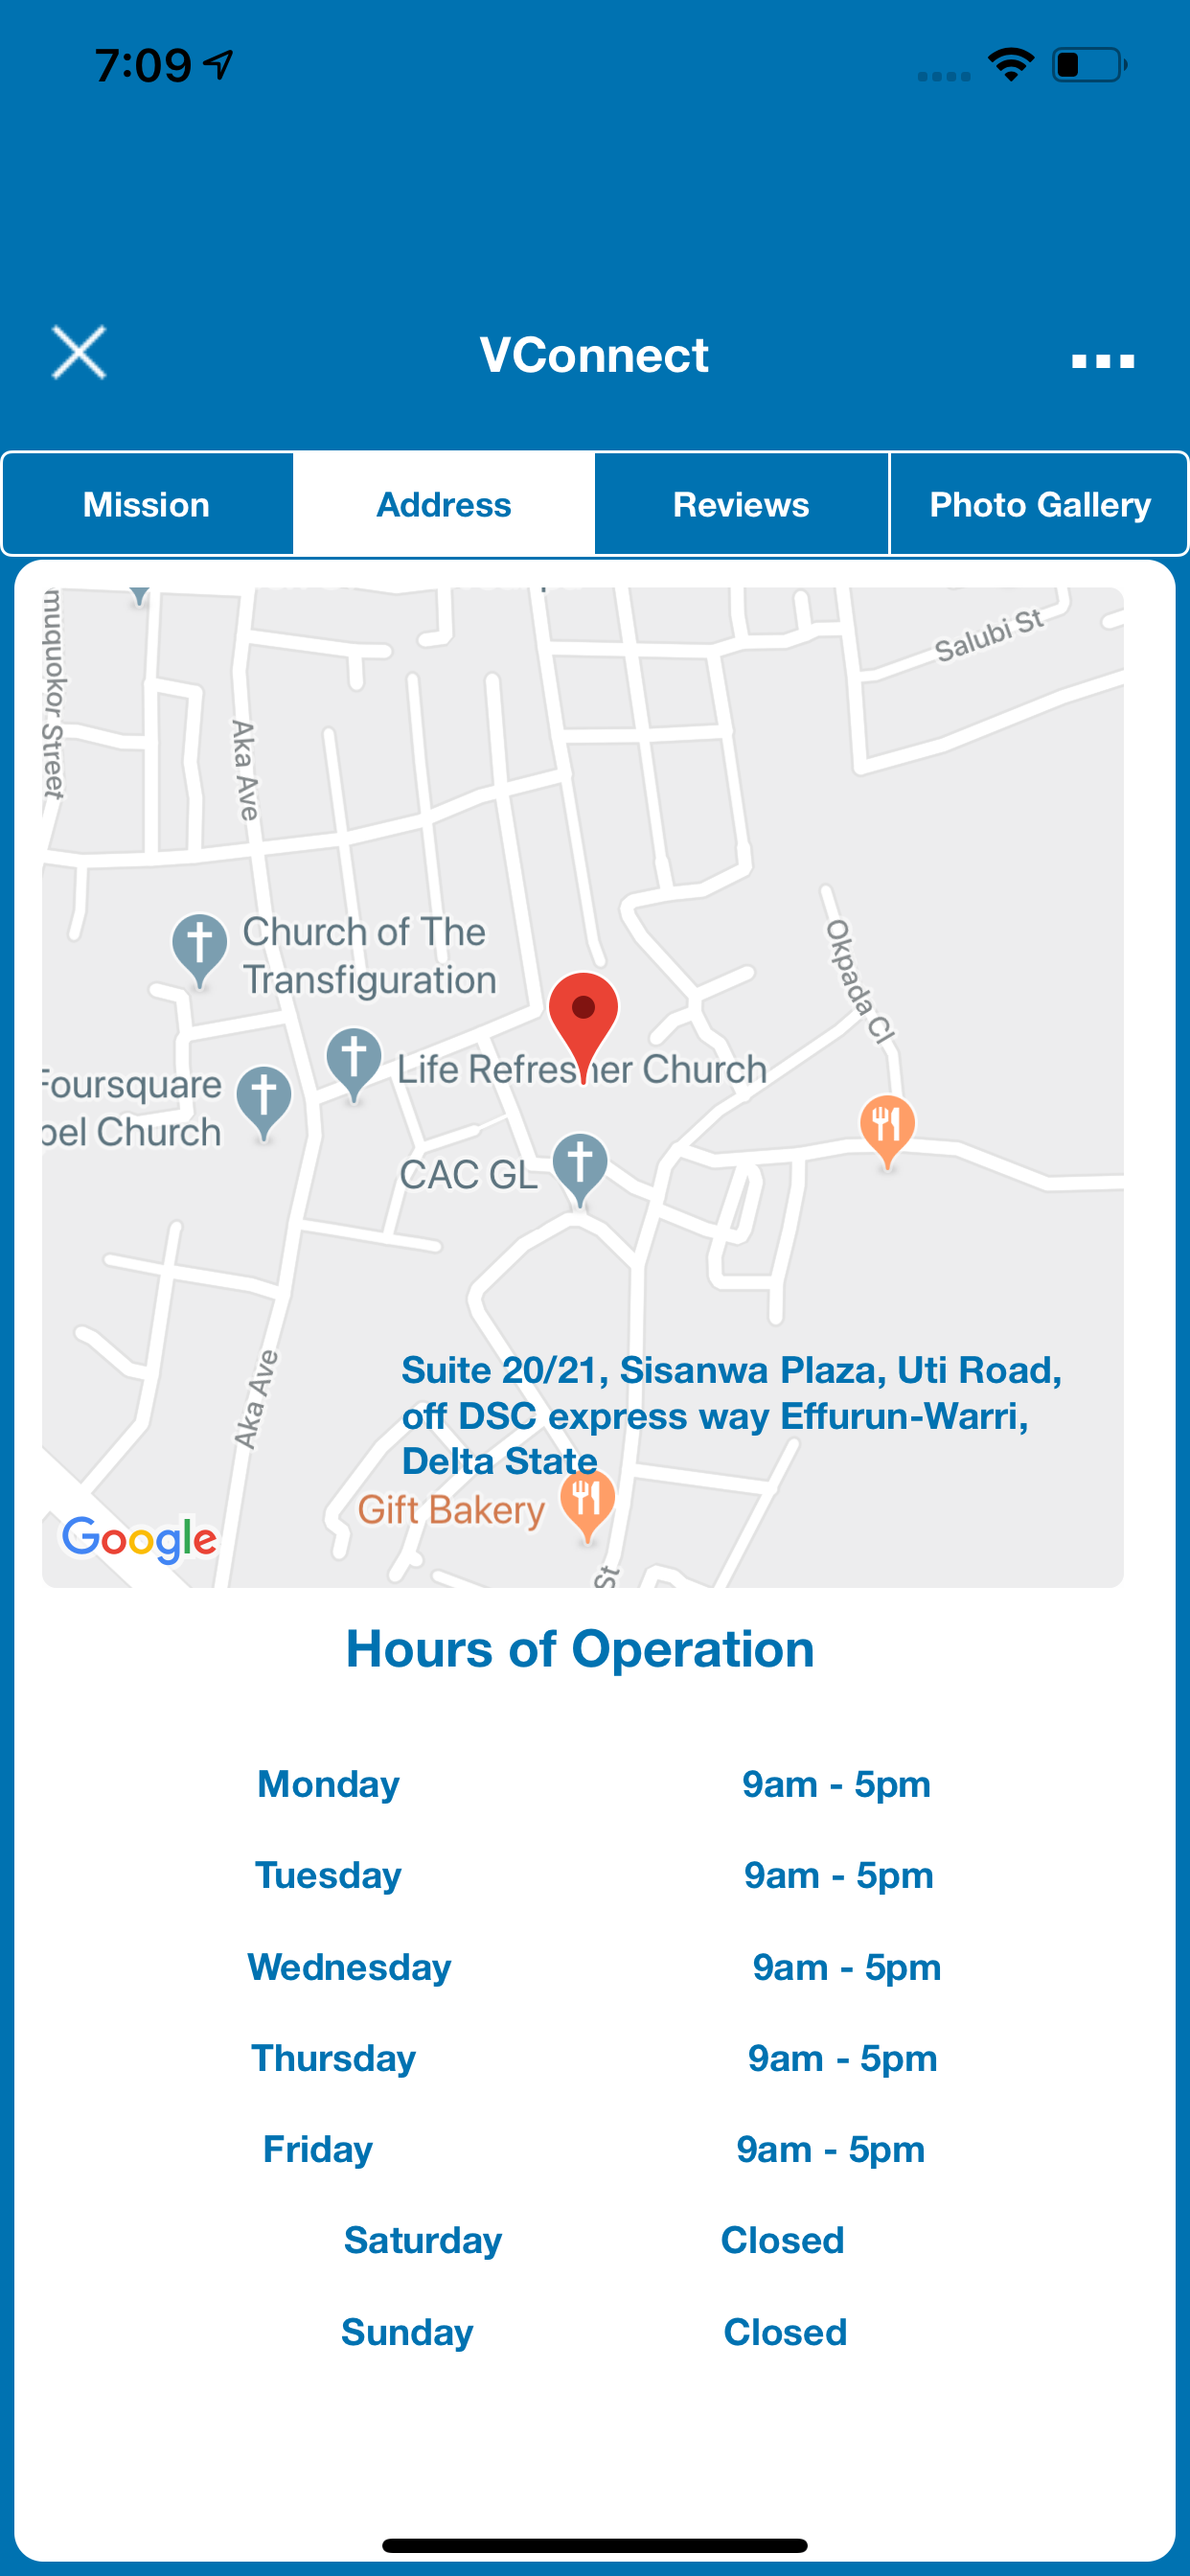 7:09
VConnect
Mission Address Reviews Photo Gallery
muquokor Street
Aka Ave
Salubi St
Church of The
Transfiguration
Okpada Cl
Life Refresher Church
Foursquare
pel Church
CAC GL
Aka Ave
Suite 20/21, Sisanwa Plaza, Uti Road,
off DSC express way Effurun-Warri,
Delta State
Gift Bakery
Google
St
Hours of Operation
Monday 9am - 5pm
Tuesday 9am - 5pm
Wednesday 9am - 5pm
Thursday 9am - 5pm
Friday 9am - 5pm
Saturday Closed
Sunday Closed